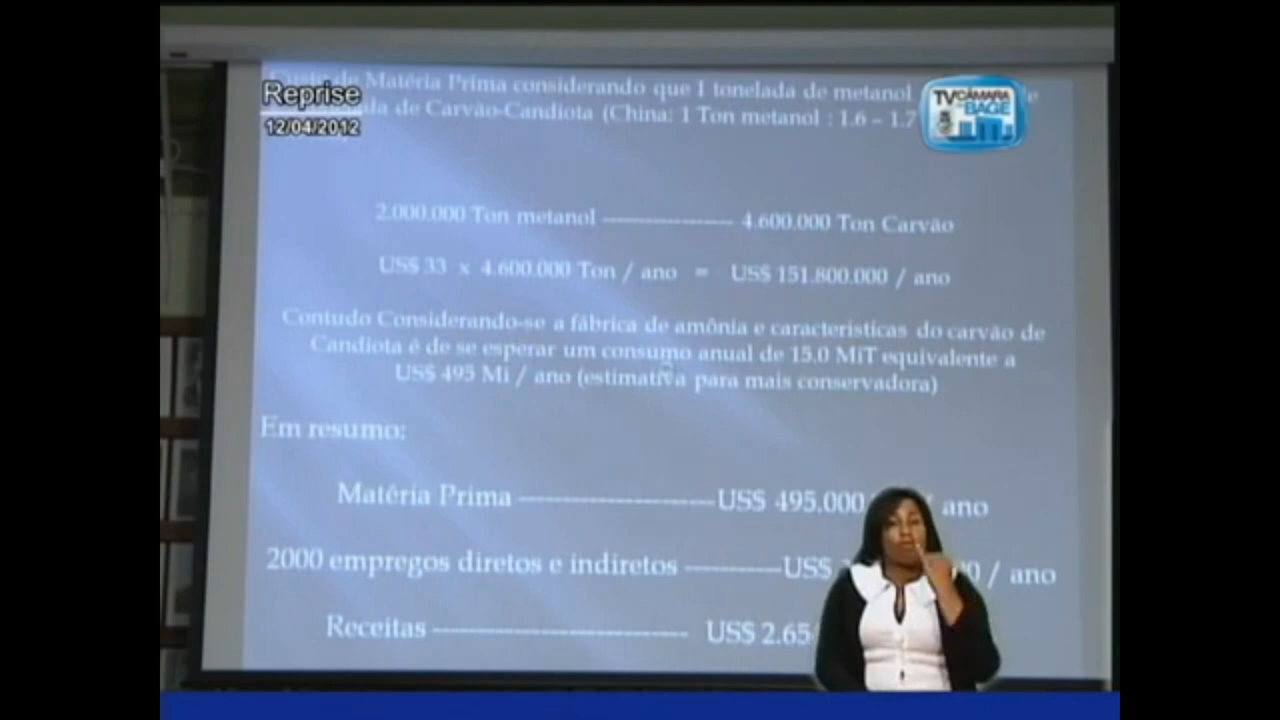 Reprise
12/04/2012
TV CÂMARA
BAGÉ
de Matéria Prima considerando que 1 tonelada de metanol
de Carvão-Candiota (China: 1 Ton metanol : 1.6 – 1.7
2.000.000 Ton metanol ---------------- 4.600.000 Ton Carvão
US$ 33 x 4.600.000 Ton / ano = US$ 151.800.000 / ano
Contudo Considerando-se a fábrica de amônia e caracteristicas do carvão de
Candiota é de se esperar um consumo anual de 15.0 MiT equivalente a
US$ 495 Mi / ano (estimativa para mais conservadora)
Em resumo:
Matéria Prima ---------------------- US$ 495.000 / ano
2000 empregos diretos e indiretos ----------- US$ / ano
Receitas ----------------------------- US$ 2.65